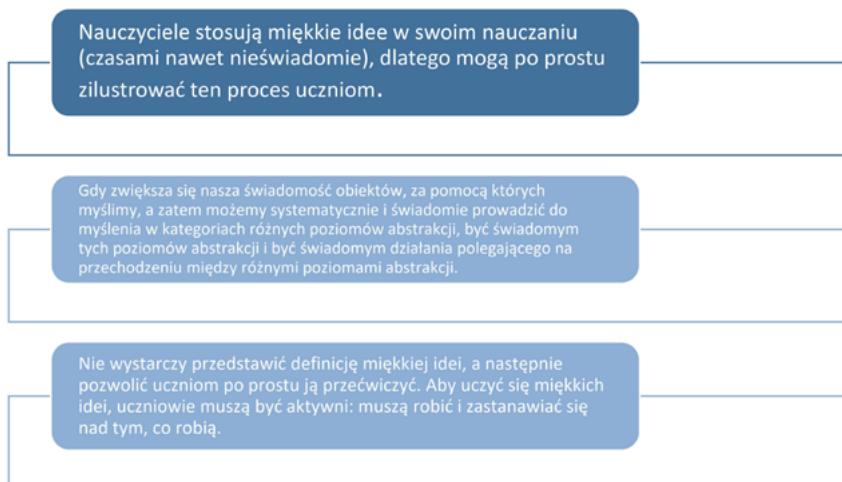 Nauczyciele stosują miękkie idee w swoim nauczaniu
(czasami nawet nieświadomie), dlatego mogą po prostu
zilustrować ten proces uczniom.
Gdy zwiększa się nasza świadomość obiektów, za pomocą których
myślimy, a zatem możemy systematycznie i świadomie prowadzić do
myślenia w kategoriach różnych poziomów abstrakcji, być świadomym
tych poziomów abstrakcji i być świadomym działania polegającego na
przechodzeniu między różnymi poziomami abstrakcji.
Nie wystarczy przedstawić definicję miękkiej idei, a następnie
pozwolić uczniom po prostu ją przećwiczyć. Aby uczyć się miękkich
idei, uczniowie muszą być aktywni: muszą robić i zastanawiać się
nad tym, co robią.